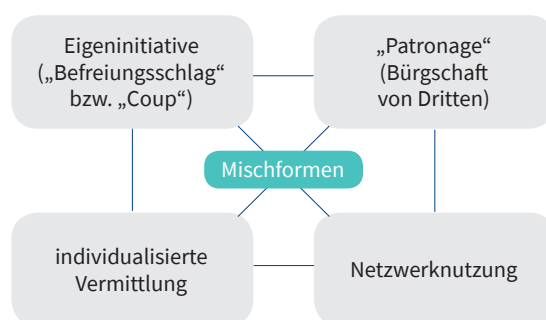 Eigeninitiative
(„Befreiungsschlag“
bzw. „Coup“)
„Patronage“
(Bürgschaft
von Dritten)
Mischformen
individualisierte
Vermittlung
Netzwerknutzung